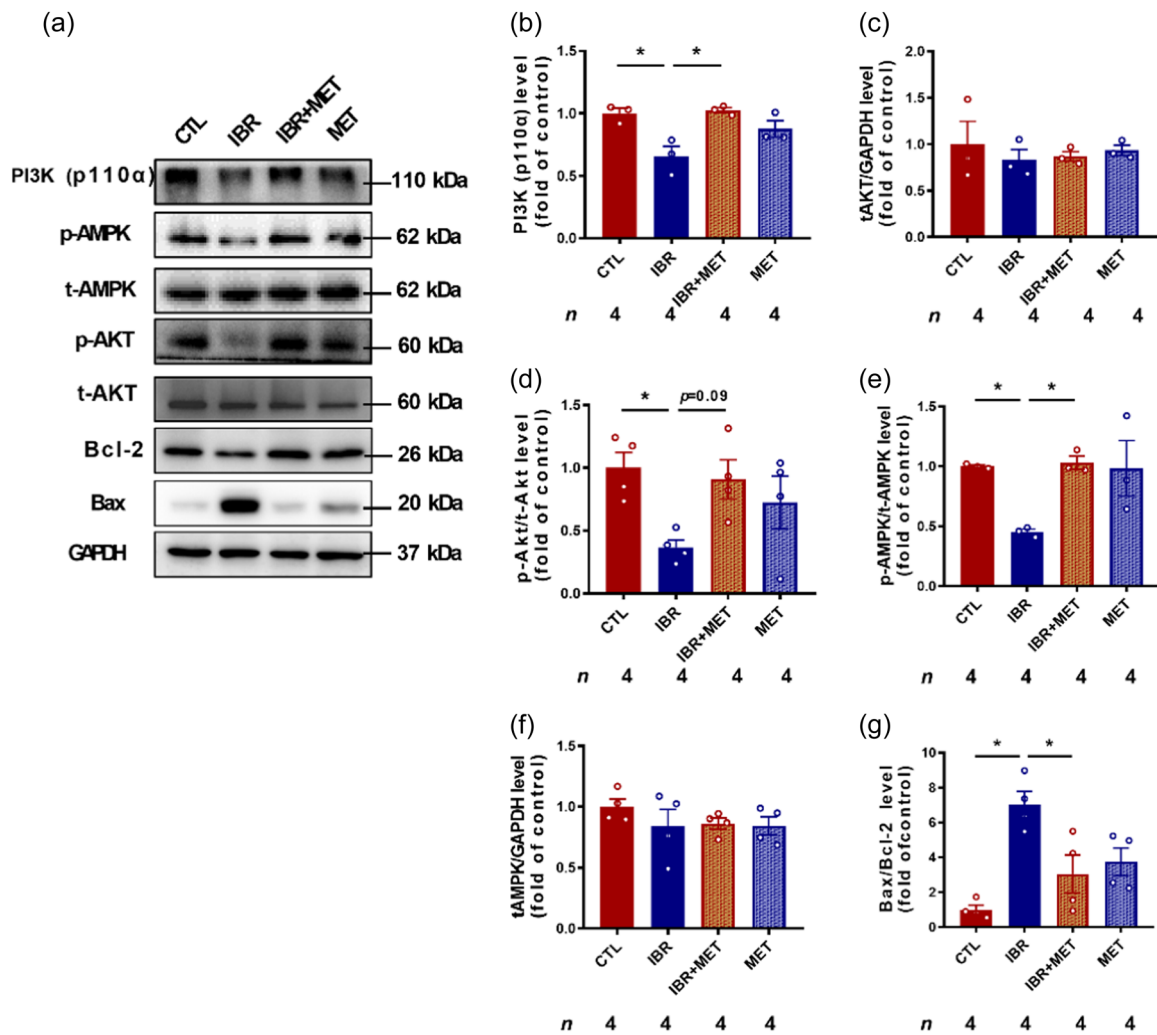 (a)
CTL IBR IBR+MET MET
PI3K (p110α) 110 kDa
p-AMPK 62 kDa
t-AMPK 62 kDa
p-AKT 60 kDa
t-AKT 60 kDa
Bcl-2 26 kDa
Bax 20 kDa
GAPDH 37 kDa
(b)
PI3K (p110α) level
(fold of control)
1.5
1.0
0.5
0.0
* *
CTL IBR IBR+MET MET
n 4 4 4 4
(c)
tAKT/GAPDH level
(fold of control)
2.0
1.5
1.0
0.5
0.0
CTL IBR IBR+MET MET
n 4 4 4 4
(d)
p-Akt/t-Akt level
(fold of control)
1.5
1.0
0.5
0.0
* p=0.09
CTL IBR IBR+MET MET
n 4 4 4 4
(e)
p-AMPK/t-AMPK level
(fold of control)
1.5
1.0
0.5
0.0
* *
CTL IBR IBR+MET MET
n 4 4 4 4
(f)
tAMPK/GAPDH level
(fold of control)
1.5
1.0
0.5
0.0
CTL IBR IBR+MET MET
n 4 4 4 4
(g)
Bax/Bcl-2 level
(fold ofcontrol)
10
8
6
4
2
0
* *
CTL IBR IBR+MET MET
n 4 4 4 4